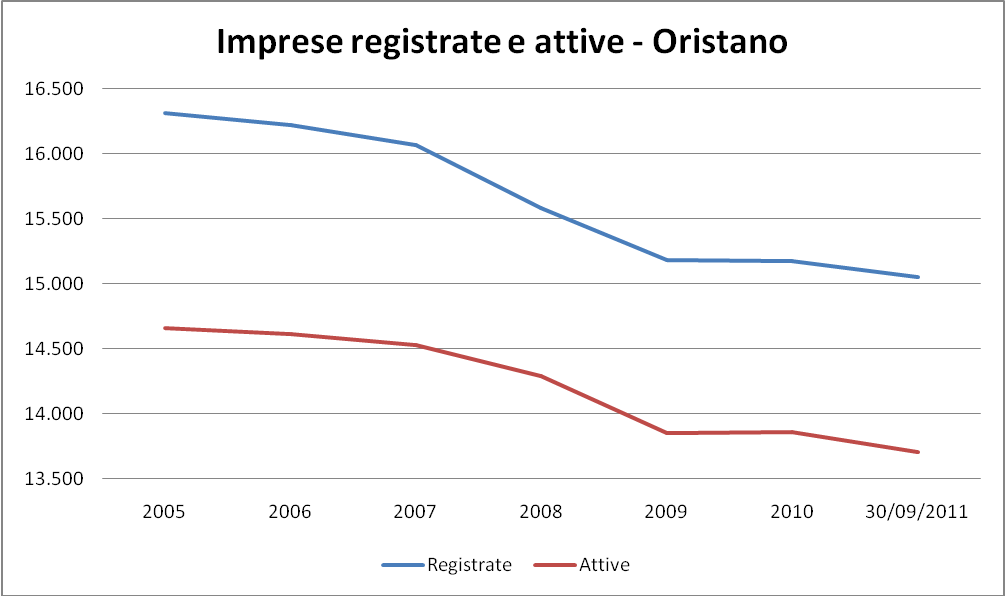 Imprese registrate e attive - Oristano
16.500
16.000
15.500
15.000
14.500
14.000
13.500
2005 2006 2007 2008 2009 2010 30/09/2011
Registrate Attive